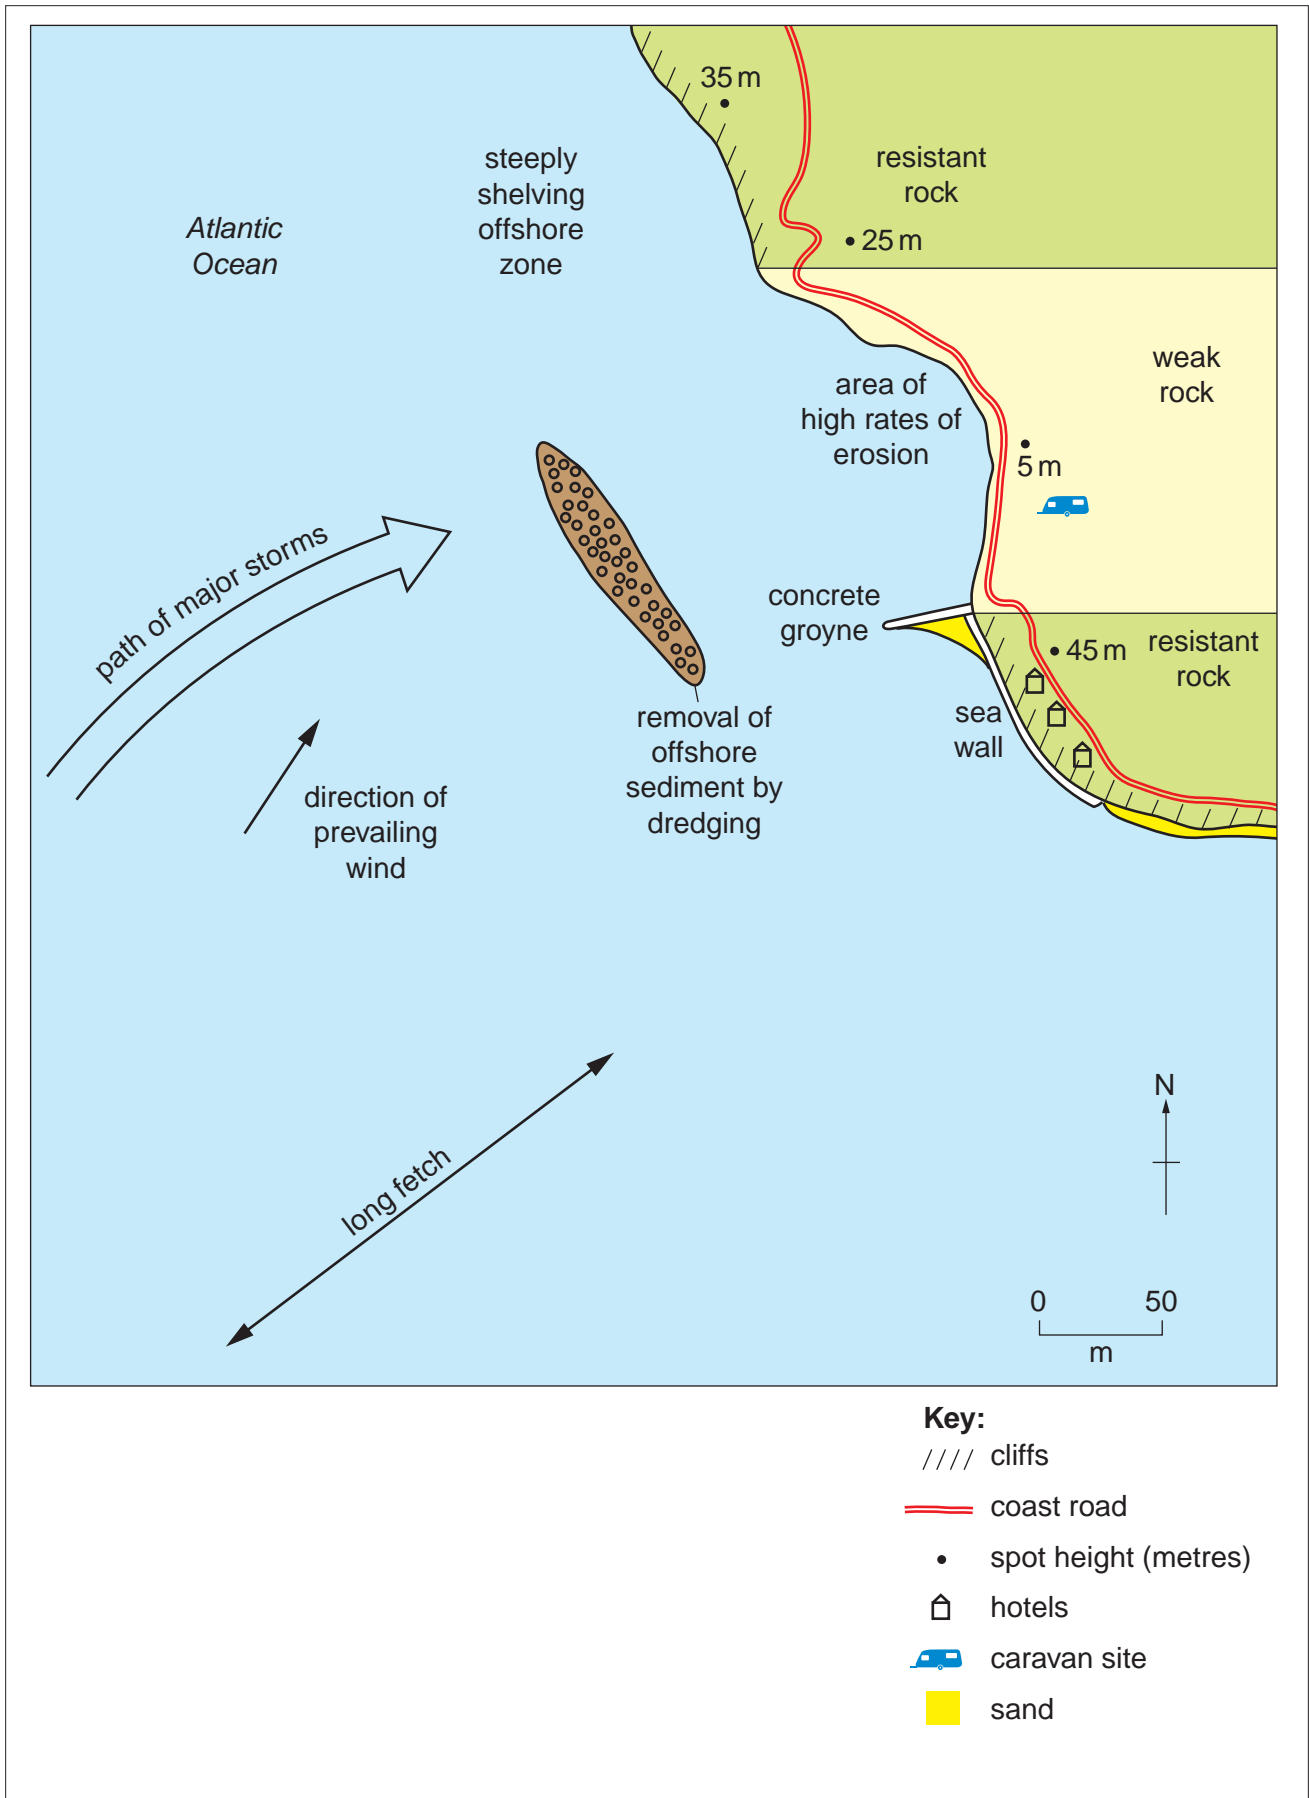 35 m
steeply
shelving
offshore
zone
resistant
rock
Atlantic
Ocean
25 m
weak
rock
area of
high rates of
erosion
5 m
path of major storms
concrete
groyne
45 m
resistant
rock
removal of
offshore
sediment by
dredging
sea
wall
direction of
prevailing
wind
N
long fetch
0 50
m
Key:
cliffs
coast road
spot height (metres)
hotels
caravan site
sand